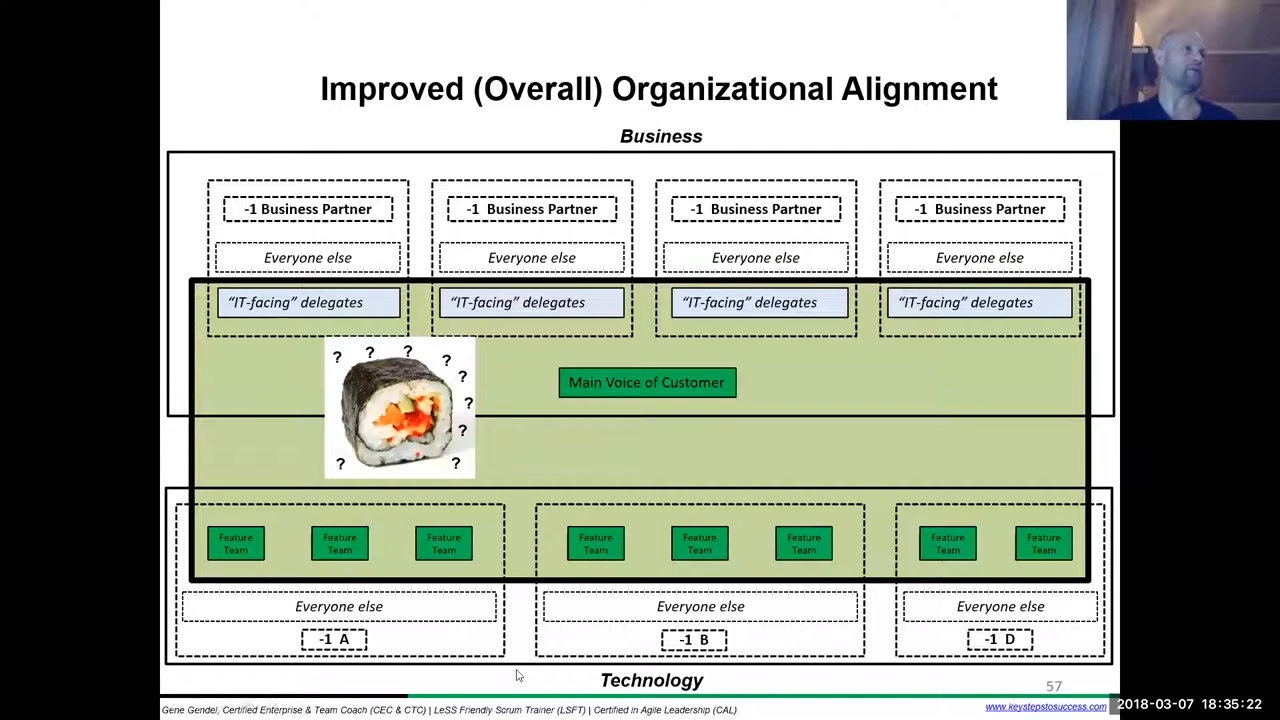 Improved (Overall) Organizational Alignment
Business
-1 Business Partner
-1 Business Partner
-1 Business Partner
-1 Business Partner
Everyone else
Everyone else
Everyone else
Everyone else
“IT-facing” delegates
“IT-facing” delegates
“IT-facing” delegates
“IT-facing” delegates
? ? ? ? ? ? ? ? ?
Main Voice of Customer
Feature
Team
Feature
Team
Feature
Team
Feature
Team
Feature
Team
Feature
Team
Feature
Team
Feature
Team
Everyone else
Everyone else
Everyone else
-1 A
-1 B
-1 D
Technology
57
Gene Gendel, Certified Enterprise & Team Coach (CEC & CTC) | LeSS Friendly Scrum Trainer (LSFT) | Certified in Agile Leadership (CAL)
www.keystepstosuccess.com
2018-03-07 18:35:22